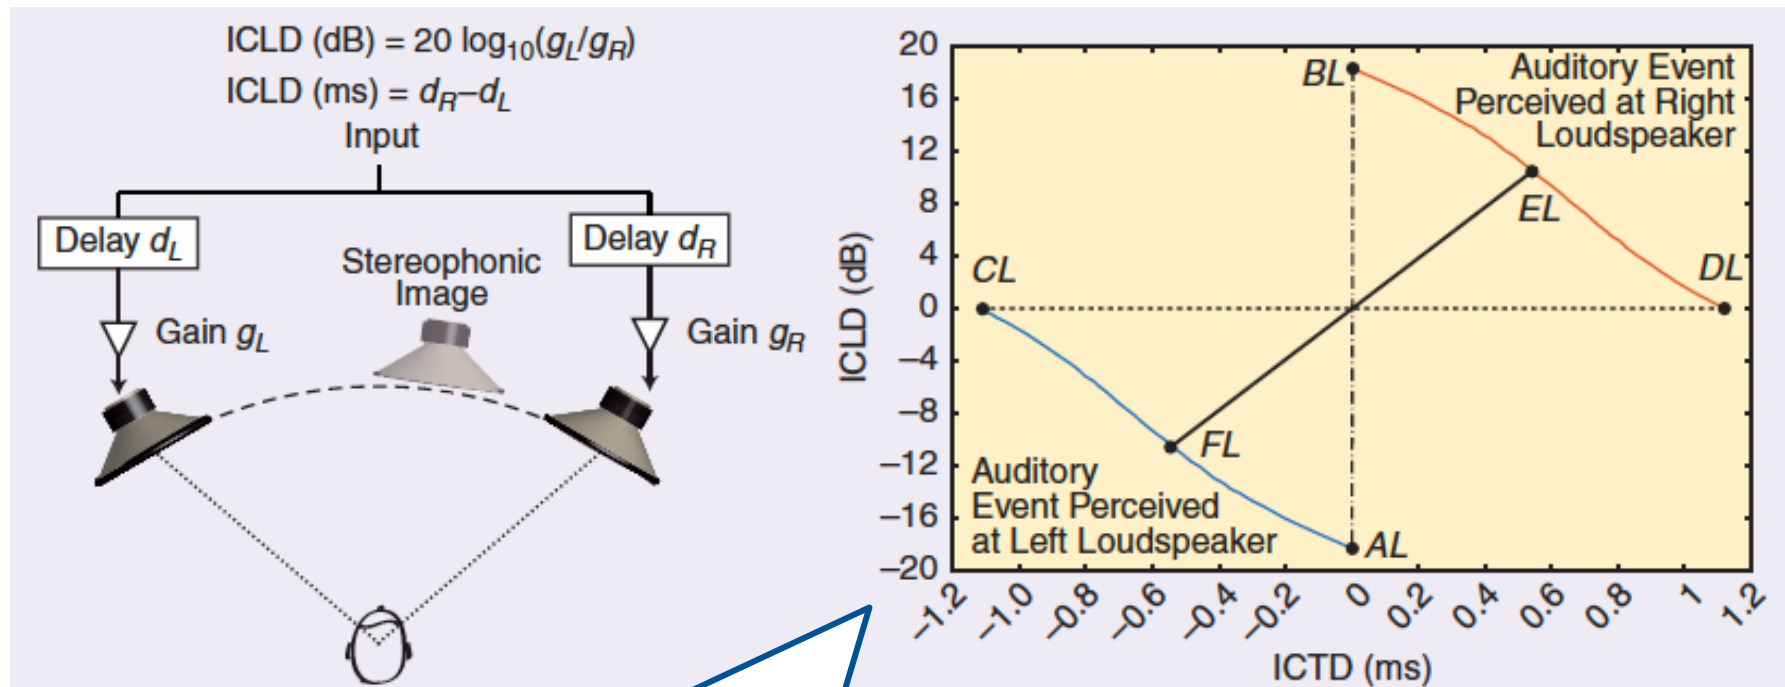 ICLD (dB) = 20 log10(gL/gR)
ICLD (ms) = dR–dL
Input
Delay dL
Delay dR
Stereophonic
Image
Gain gL
Gain gR
20
16
12
8
4
0
–4
–8
–12
–16
–20
ICLD (dB)
BL
Auditory Event
Perceived at Right
Loudspeaker
EL
CL
DL
FL
Auditory
Event Perceived
at Left Loudspeaker
AL
–1.2
–1.0
–0.8
–0.6
–0.4
–0.2
0
0.2
0.4
0.6
0.8
1
1.2
ICTD (ms)